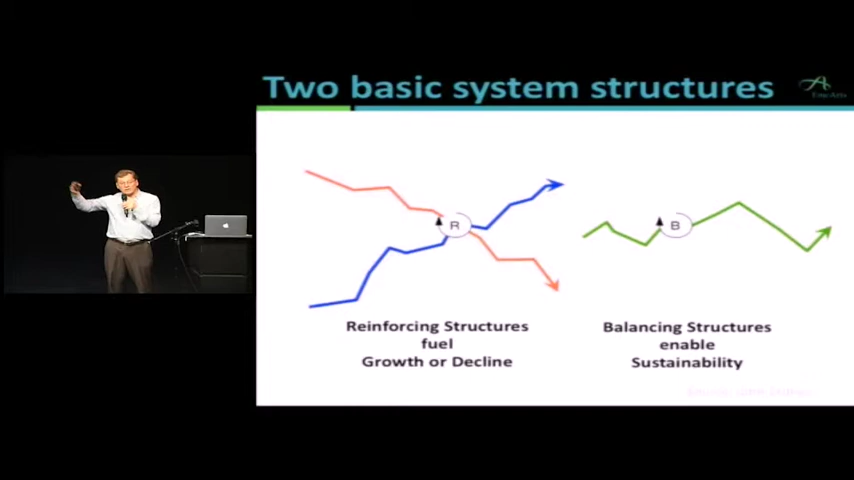 Two basic system structures
R
B
Reinforcing Structures
fuel
Growth or Decline
Balancing Structures
enable
Sustainability